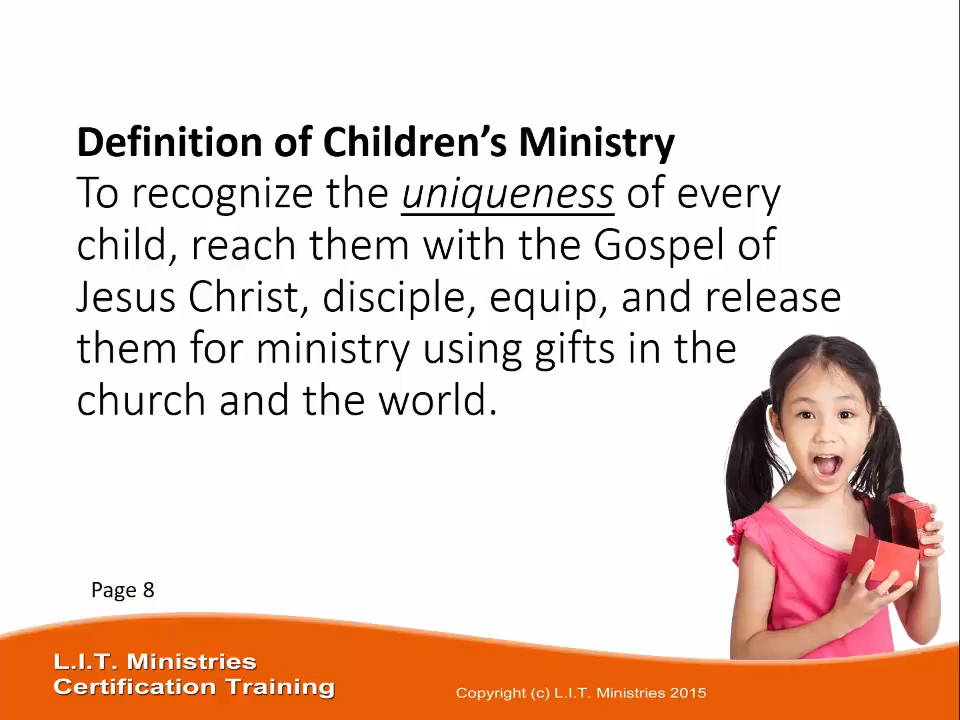 Definition of Children’s Ministry
To recognize the uniqueness of every
child, reach them with the Gospel of
Jesus Christ, disciple, equip, and release
them for ministry using gifts in the
church and the world.
Page 8
L.I.T. Ministries
Certification Training
Copyright (c) L.I.T. Ministries 2015